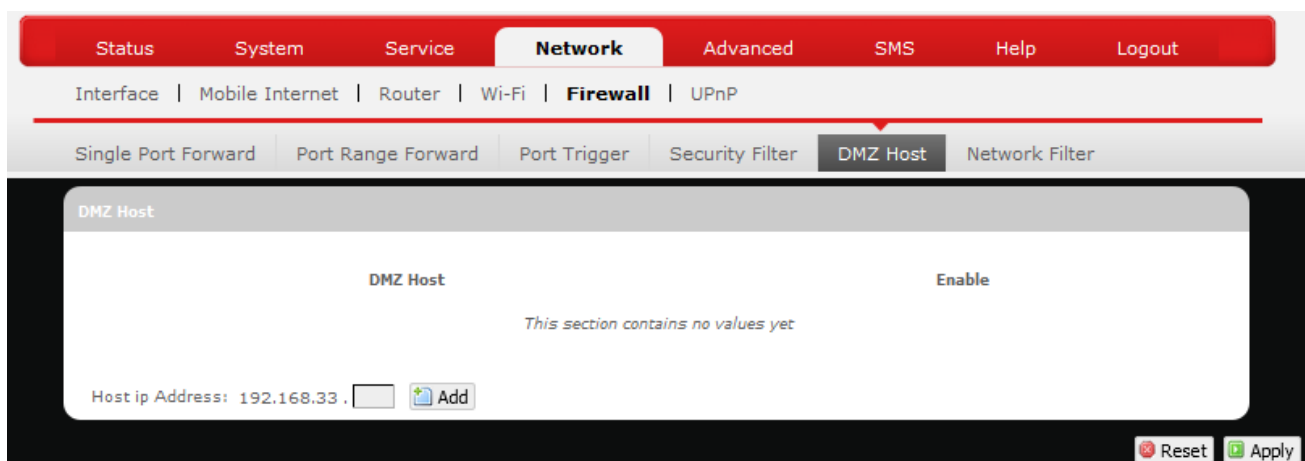 Status System Service Network Advanced SMS Help Logout
Interface | Mobile Internet | Router | Wi-Fi | Firewall | UPnP
Single Port Forward Port Range Forward Port Trigger Security Filter DMZ Host Network Filter
DMZ Host
DMZ Host Enable
This section contains no values yet
Host ip Address: 192.168.33 . Add
Reset Apply